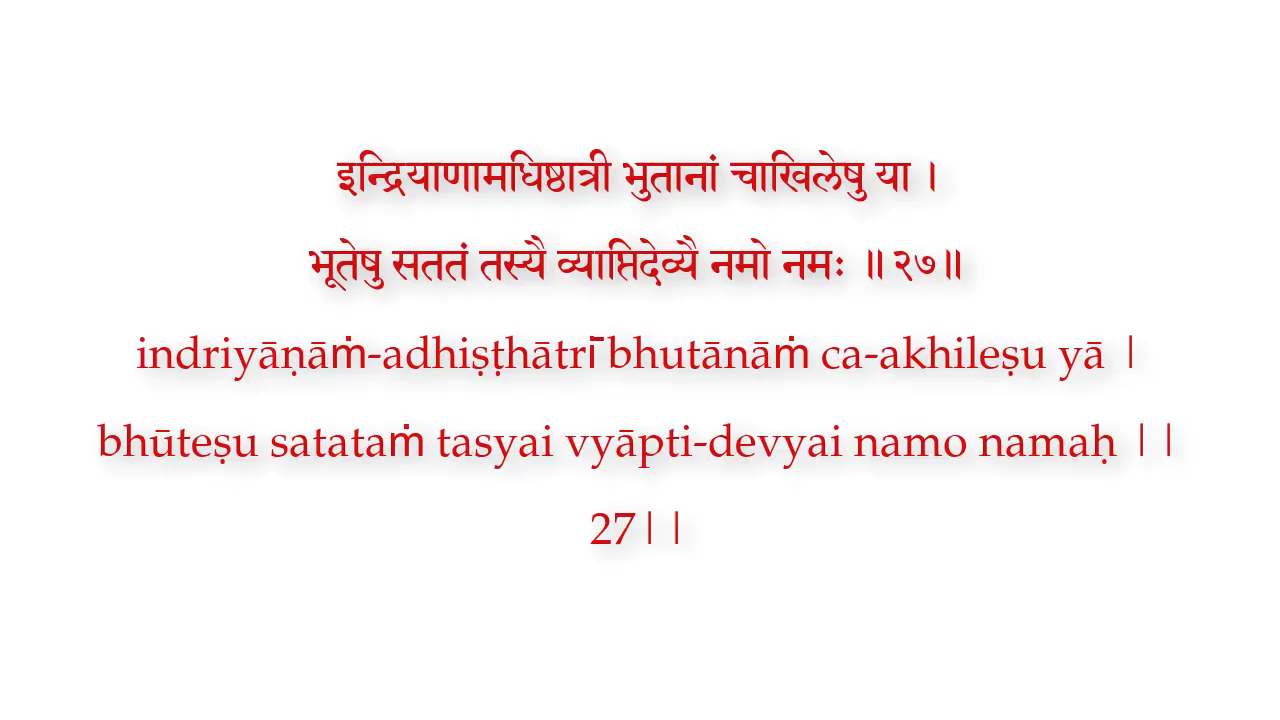 इन्द्रियाणामधिष्ठात्री भुतानां चाखिलेषु या ।
भूतेषु सततं तस्यै व्याप्तिदेव्यै नमो नमः ॥२७॥
indriyāṇāṁ-adhiṣṭhātrī bhutānāṁ ca-akhileṣu yā |
bhūteṣu satataṁ tasyai vyāpti-devyai namo namaḥ ||
27||